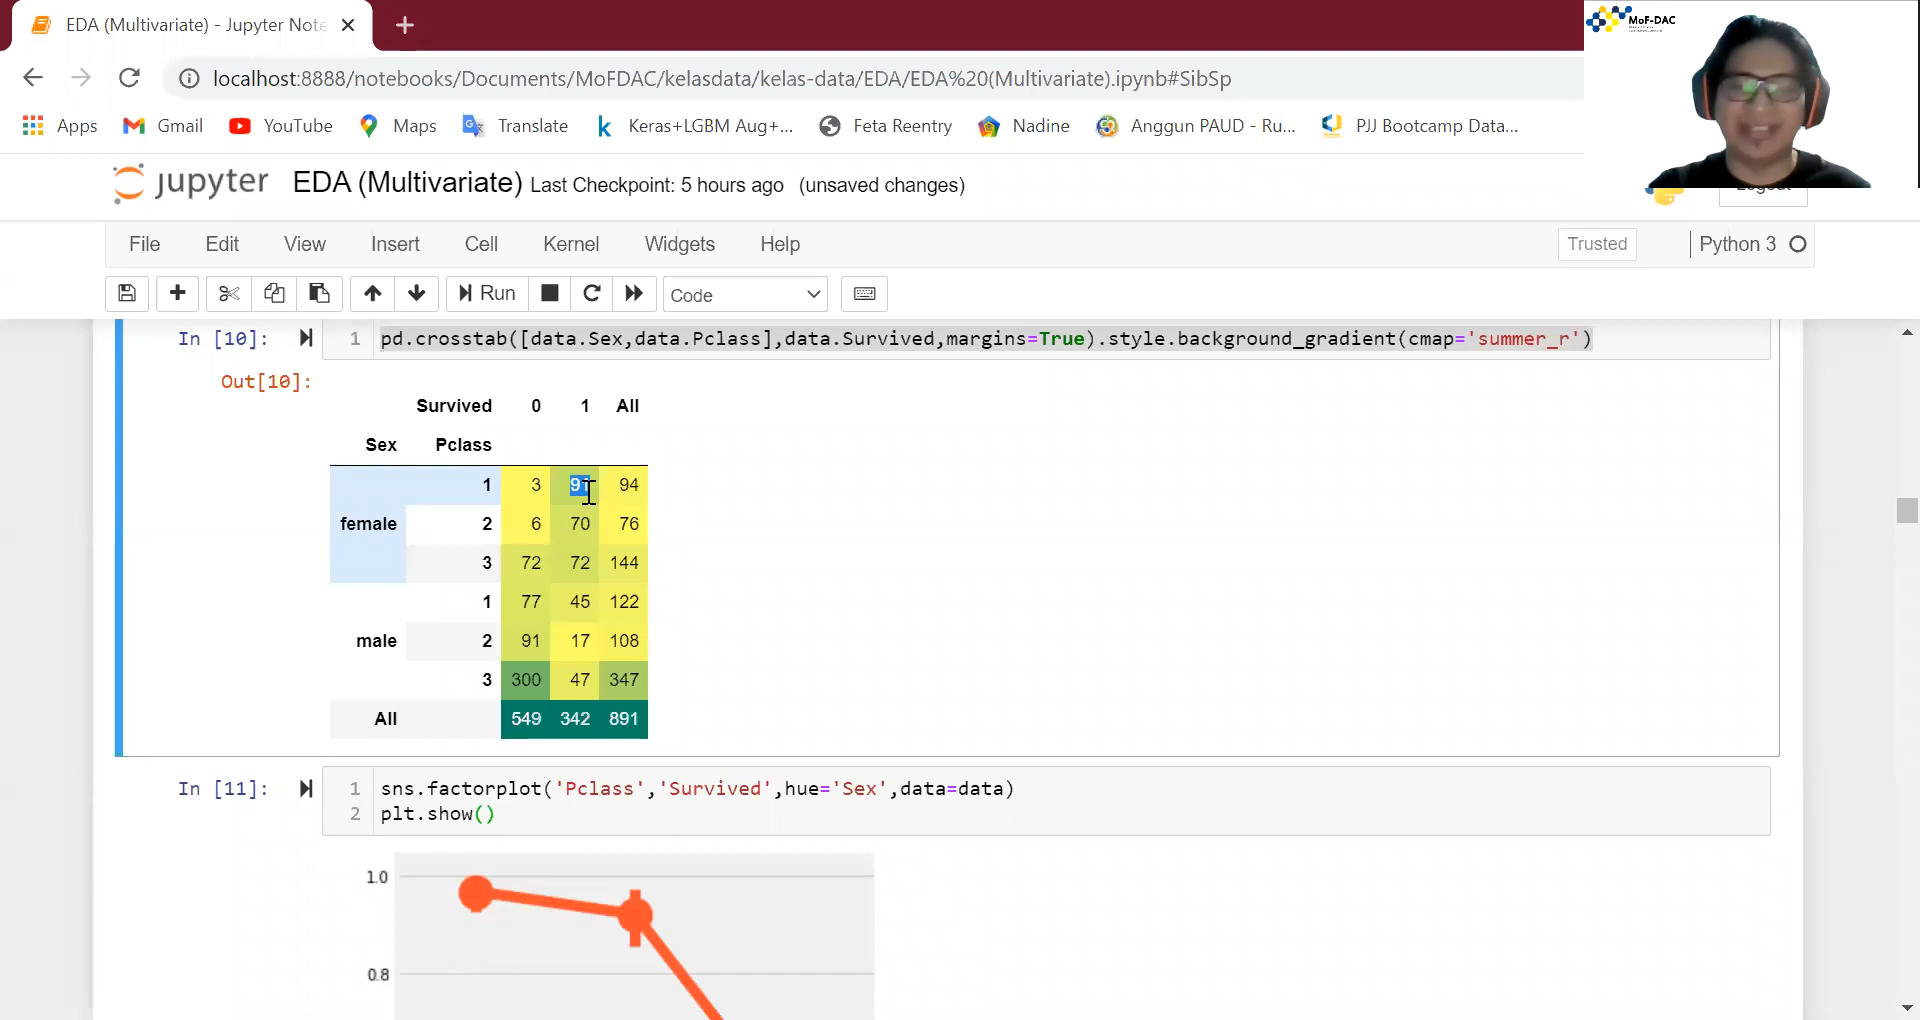 EDA (Multivariate) - Jupyter Note
localhost:8888/notebooks/Documents/MoFDAC/kelasdata/kelas-data/EDA/EDA%20(Multivariate).ipynb#SibSp
Apps Gmail YouTube Maps Translate Keras+LGBM Aug+... Feta Reentry Nadine Anggun PAUD - Ru... PJJ Bootcamp Data...
MoF-DAC
jupyter EDA (Multivariate) Last Checkpoint: 5 hours ago (unsaved changes)
Logout
File Edit View Insert Cell Kernel Widgets Help Trusted Python 3
Run Code
In [10]: 1 pd.crosstab([data.Sex,data.Pclass],data.Survived,margins=True).style.background_gradient(cmap='summer_r')
Out[10]:
Survived 0 1 All
Sex Pclass
1 3 91 94
female 2 6 70 76
3 72 72 144
1 77 45 122
male 2 91 17 108
3 300 47 347
All 549 342 891
In [11]: 1 sns.factorplot('Pclass','Survived',hue='Sex',data=data)
2 plt.show()
1.0
0.8